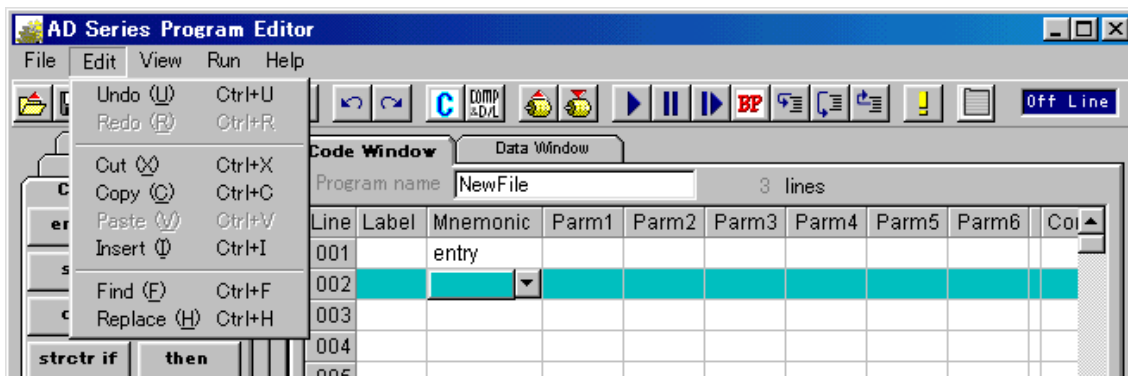 AD Series Program Editor
File Edit View Run Help
Undo (U) Ctrl+U
Redo (R) Ctrl+R
Cut (X) Ctrl+X
Copy (C) Ctrl+C
Paste (V) Ctrl+V
Insert (I) Ctrl+I
Find (F) Ctrl+F
Replace (H) Ctrl+H
C COMP &D/L BP Off Line
Code Window Data Window
Program name NewFile 3 lines
Line Label Mnemonic Parm1 Parm2 Parm3 Parm4 Parm5 Parm6
001 entry
002
003
004
strctr if then